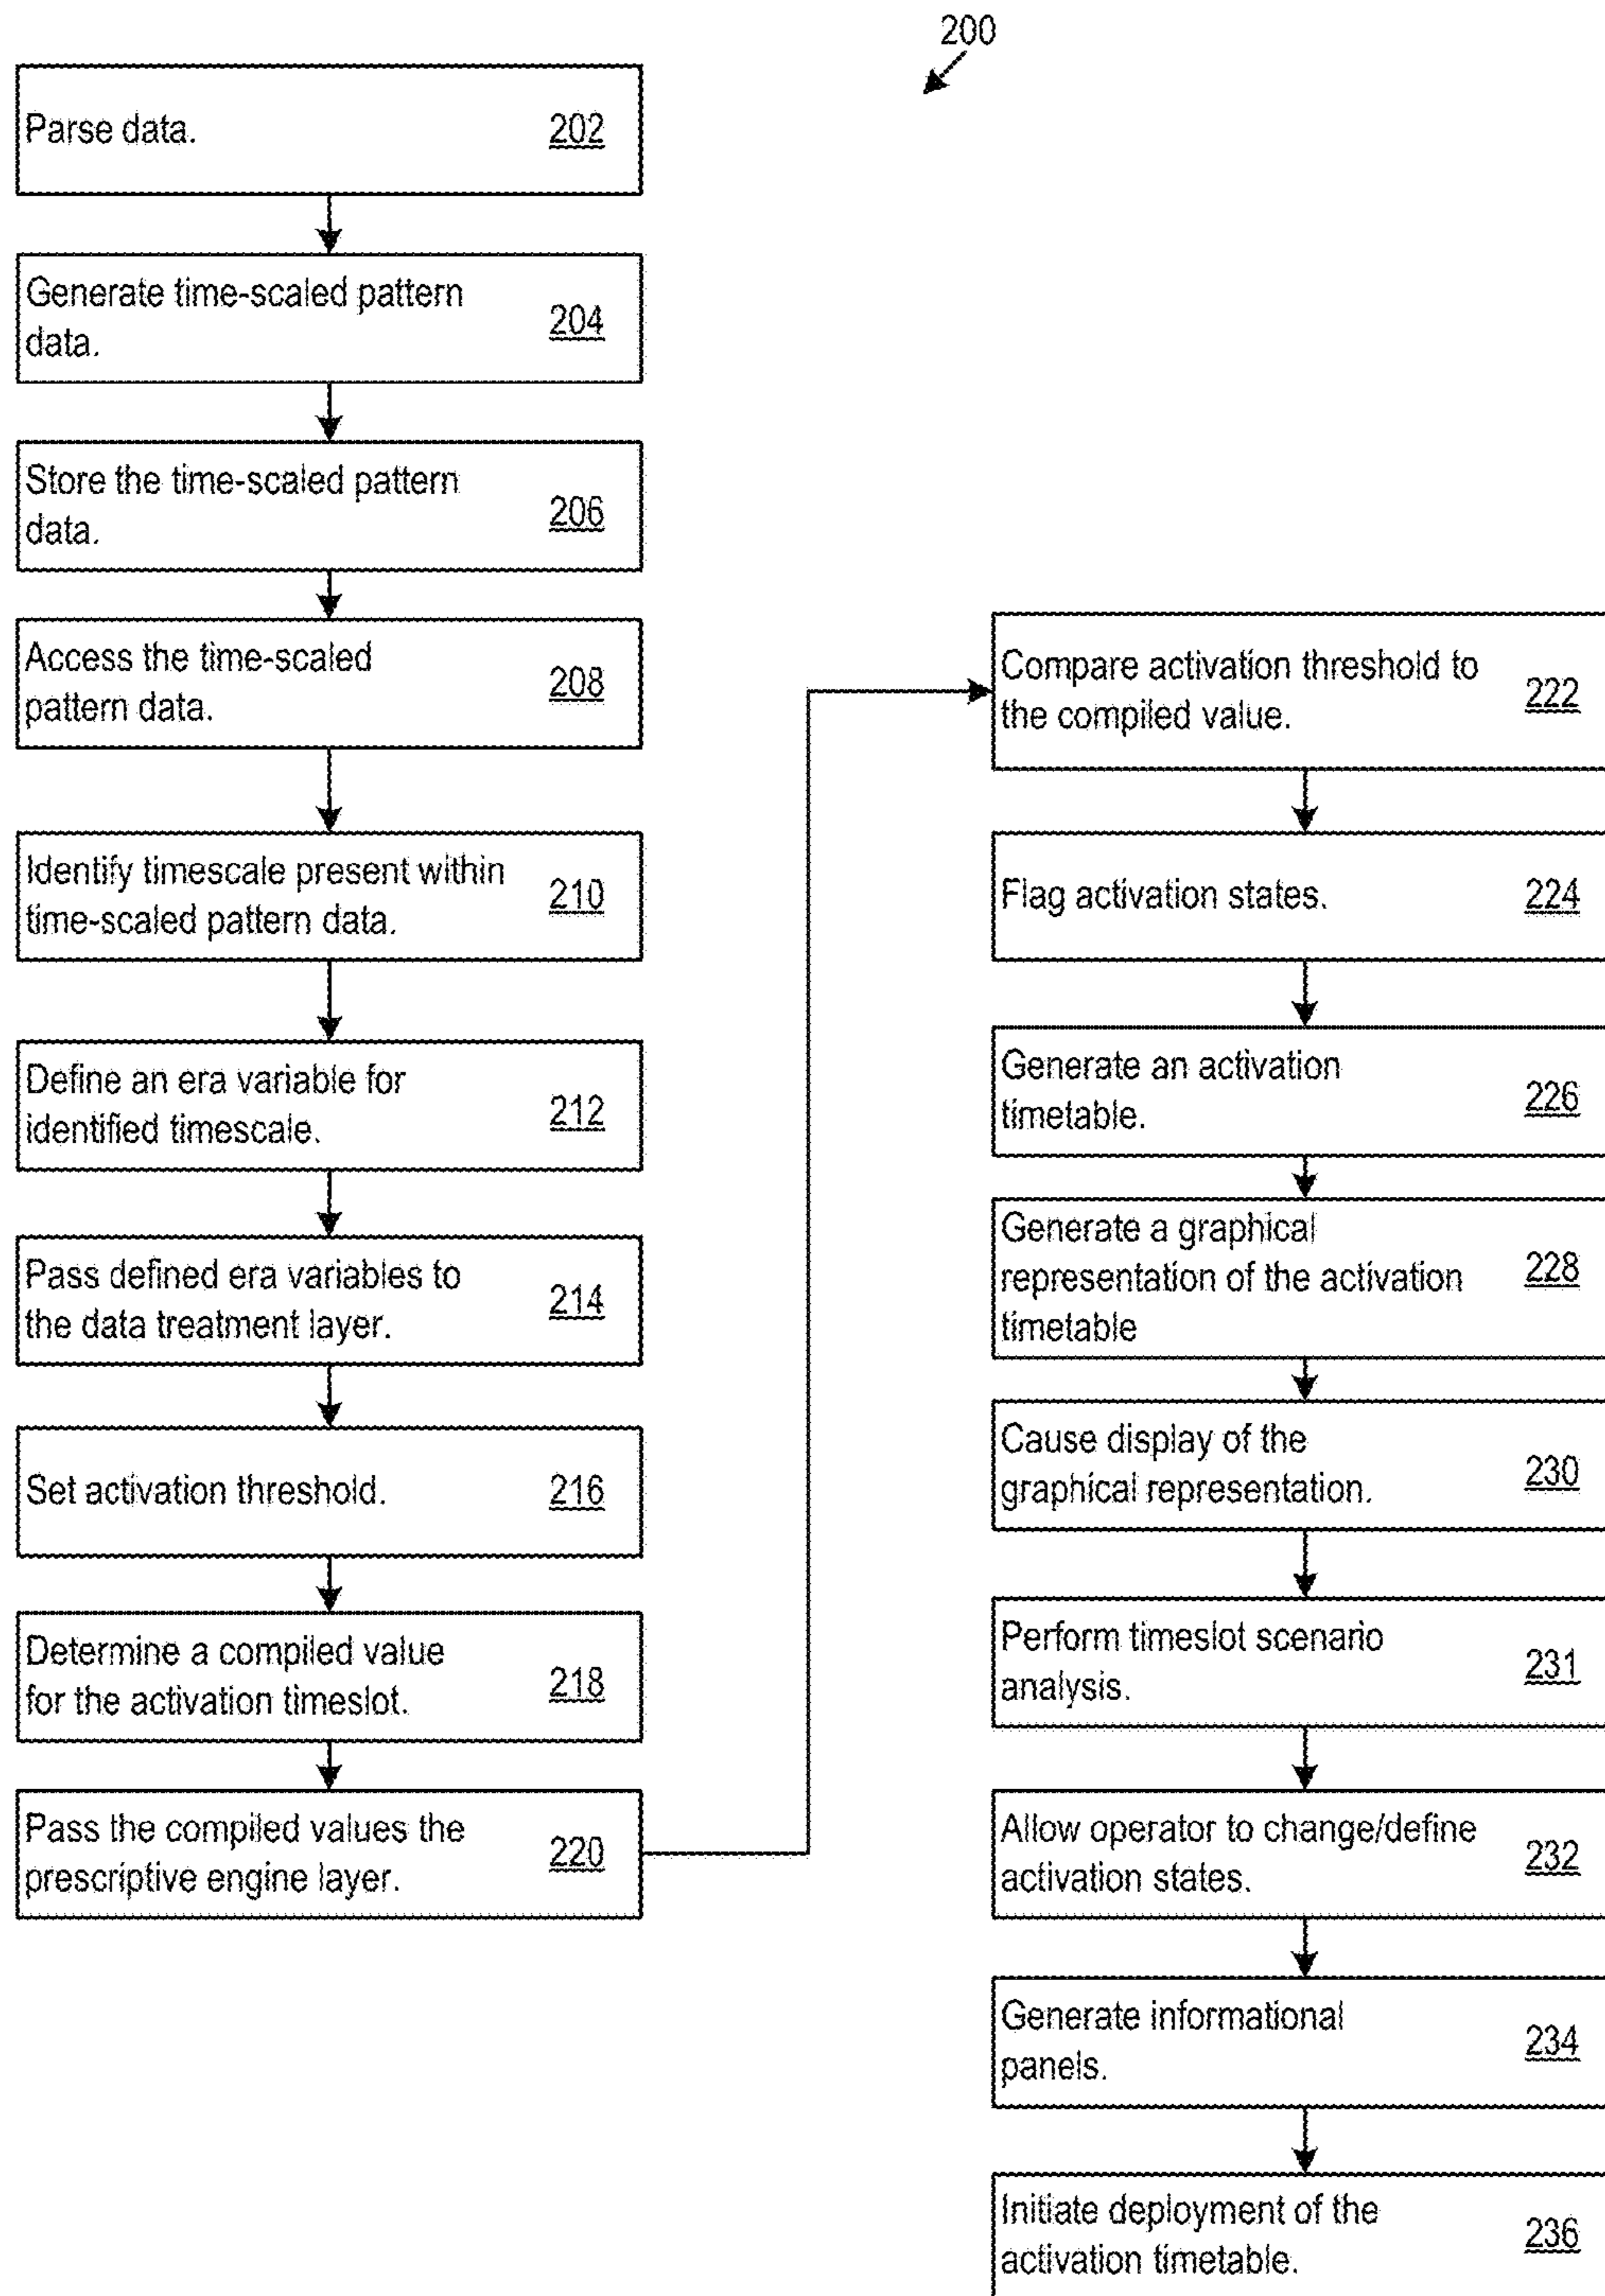 200
Parse data.
202
Generate time-scaled pattern
data.
204
Store the time-scaled pattern
data.
206
Access the time-scaled
pattern data.
208
Identify timescale present within
time-scaled pattern data.
210
Define an era variable for
identified timescale.
212
Pass defined era variables to
the data treatment layer.
214
Set activation threshold.
216
Determine a compiled value
for the activation timeslot.
218
Pass the compiled values the
prescriptive engine layer.
220
Compare activation threshold to
the compiled value.
222
Flag activation states.
224
Generate an activation
timetable.
226
Generate a graphical
representation of the activation
timetable
228
Cause display of the
graphical representation.
230
Perform timeslot scenario
analysis.
231
Allow operator to change/define
activation states.
232
Generate informational
panels.
234
Initiate deployment of the
activation timetable.
236